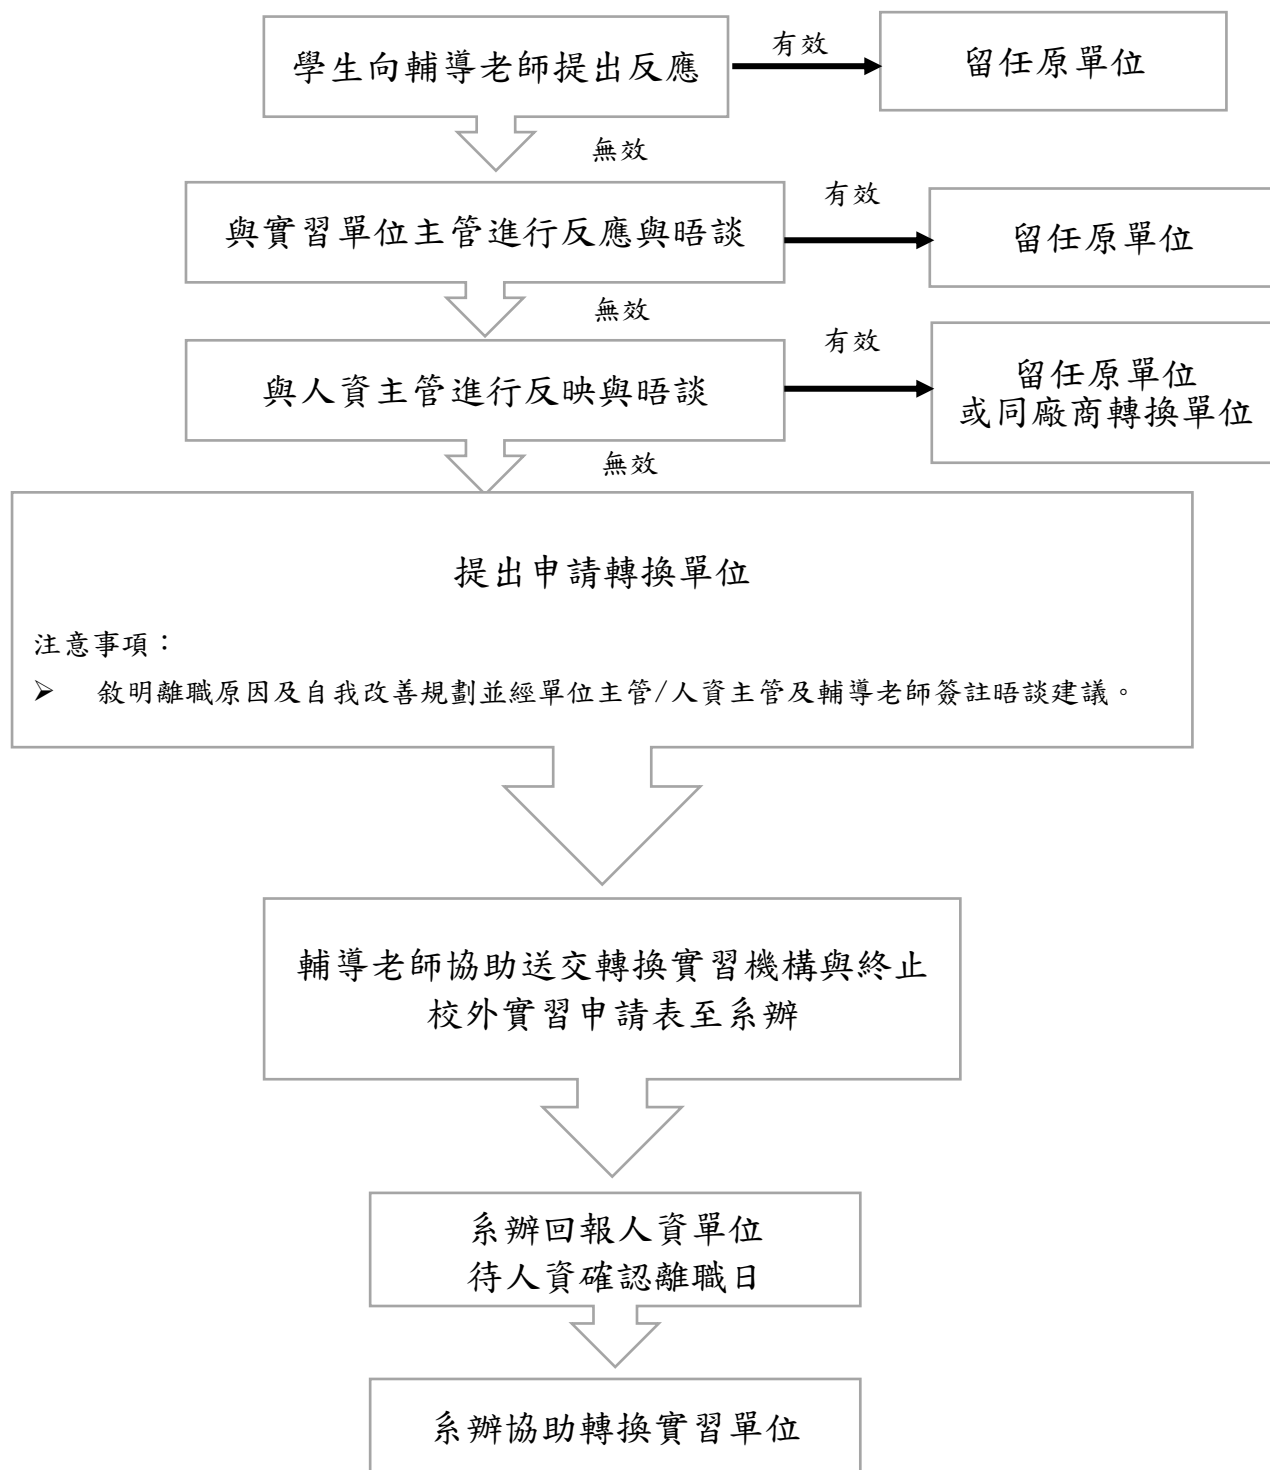 學生向輔導老師提出反應
有效
留任原單位
無效
與實習單位主管進行反應與晤談
有效
留任原單位
無效
與人資主管進行反映與晤談
有效
留任原單位
或同廠商轉換單位
無效
提出申請轉換單位
注意事項：
➢ 敘明離職原因及自我改善規劃並經單位主管/人資主管及輔導老師簽註晤談建議。
輔導老師協助送交轉換實習機構與終止
校外實習申請表至系辦
系辦回報人資單位
待人資確認離職日
系辦協助轉換實習單位